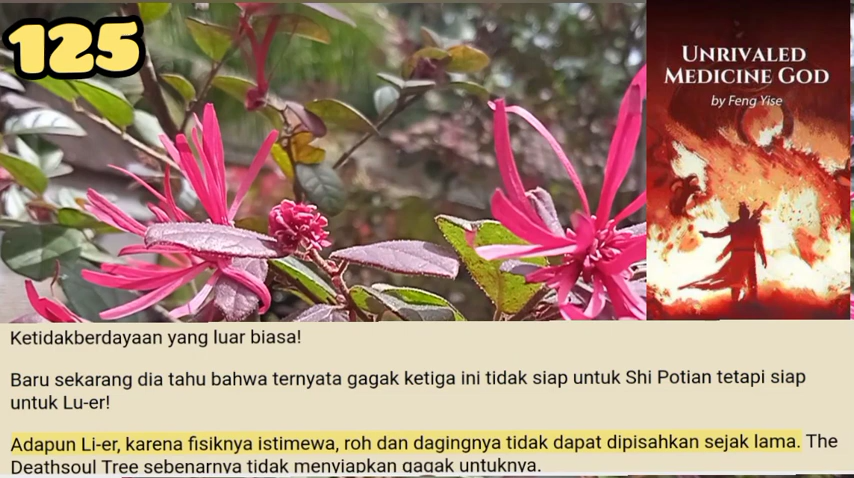 125
UNRIVALED
MEDICINE GOD
by Feng Yise
Ketidakberdayaan yang luar biasa!
Baru sekarang dia tahu bahwa ternyata gagak ketiga ini tidak siap untuk Shi Potian tetapi siap
untuk Lu-er!
Adapun Li-er, karena fisiknya istimewa, roh dan dagingnya tidak dapat dipisahkan sejak lama. The
Deathsoul Tree sebenarnya tidak menyiapkan gagak untuknya.